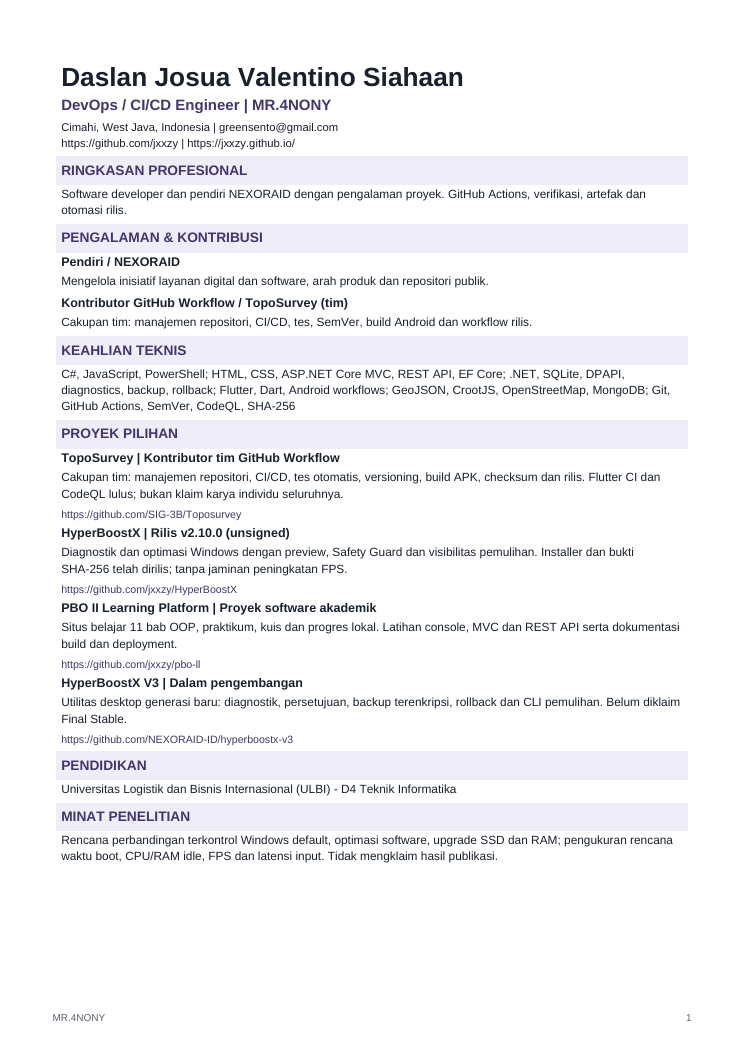 Daslan Josua Valentino Siahaan
DevOps / CI/CD Engineer | MR.4NONY
Cimahi, West Java, Indonesia | greensento@gmail.com
https://github.com/jxxzy | https://jxxzy.github.io/
RINGKASAN PROFESIONAL
Software developer dan pendiri NEXORAID dengan pengalaman proyek. GitHub Actions, verifikasi, artefak dan
otomasi rilis.
PENGALAMAN & KONTRIBUSI
Pendiri / NEXORAID
Mengelola inisiatif layanan digital dan software, arah produk dan repositori publik.
Kontributor GitHub Workflow / TopoSurvey (tim)
Cakupan tim: manajemen repositori, CI/CD, tes, SemVer, build Android dan workflow rilis.
KEAHLIAN TEKNIS
C#, JavaScript, PowerShell; HTML, CSS, ASP.NET Core MVC, REST API, EF Core; .NET, SQLite, DPAPI,
diagnostics, backup, rollback; Flutter, Dart, Android workflows; GeoJSON, CrootJS, OpenStreetMap, MongoDB; Git,
GitHub Actions, SemVer, CodeQL, SHA-256
PROYEK PILIHAN
TopoSurvey | Kontributor tim GitHub Workflow
Cakupan tim: manajemen repositori, CI/CD, tes otomatis, versioning, build APK, checksum dan rilis. Flutter CI dan
CodeQL lulus; bukan klaim karya individu seluruhnya.
https://github.com/SIG-3B/Toposurvey
HyperBoostX | Rilis v2.10.0 (unsigned)
Diagnostik dan optimasi Windows dengan preview, Safety Guard dan visibilitas pemulihan. Installer dan bukti
SHA-256 telah dirilis; tanpa jaminan peningkatan FPS.
https://github.com/jxxzy/HyperBoostX
PBO II Learning Platform | Proyek software akademik
Situs belajar 11 bab OOP, praktikum, kuis dan progres lokal. Latihan console, MVC dan REST API serta dokumentasi
build dan deployment.
https://github.com/jxxzy/pbo-ll
HyperBoostX V3 | Dalam pengembangan
Utilitas desktop generasi baru: diagnostik, persetujuan, backup terenkripsi, rollback dan CLI pemulihan. Belum diklaim
Final Stable.
https://github.com/NEXORAID-ID/hyperboostx-v3
PENDIDIKAN
Universitas Logistik dan Bisnis Internasional (ULBI) - D4 Teknik Informatika
MINAT PENELITIAN
Rencana perbandingan terkontrol Windows default, optimasi software, upgrade SSD dan RAM; pengukuran rencana
waktu boot, CPU/RAM idle, FPS dan latensi input. Tidak mengklaim hasil publikasi.
MR.4NONY
1